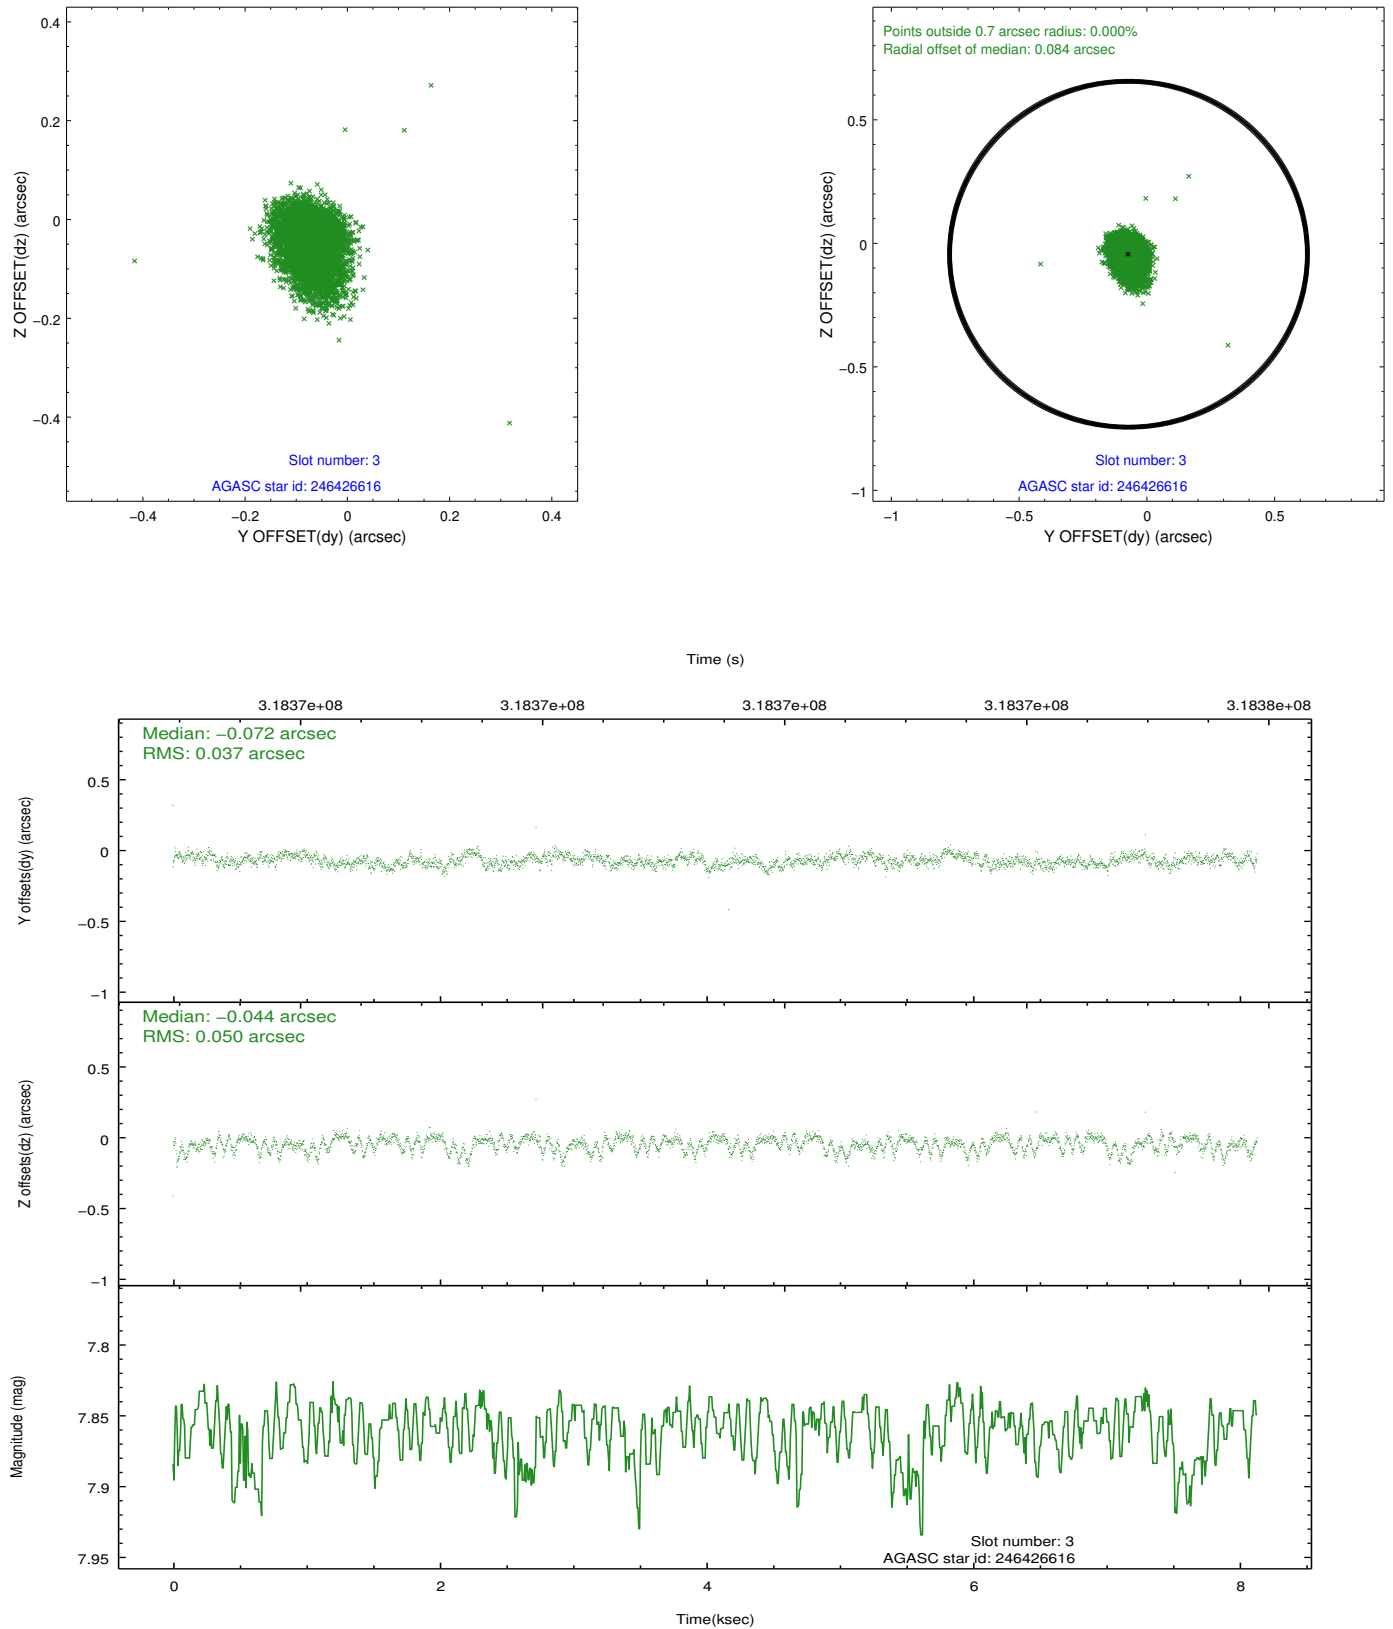 0.4
0.2
0
−0.2
−0.4
Z OFFSET(dz) (arcsec)
Slot number: 3
AGASC star id: 246426616
−0.4 −0.2 0 0.2 0.4
Y OFFSET(dy) (arcsec)
Points outside 0.7 arcsec radius: 0.000%
Radial offset of median: 0.084 arcsec
0.5
0
−0.5
−1
Z OFFSET(dz) (arcsec)
Slot number: 3
AGASC star id: 246426616
−1 −0.5 0 0.5
Y OFFSET(dy) (arcsec)
Time (s)
3.1837e+08 3.1837e+08 3.1837e+08 3.1837e+08 3.1838e+08
Median: −0.072 arcsec
RMS: 0.037 arcsec
0.5
0
−0.5
−1
Y offsets(dy) (arcsec)
Median: −0.044 arcsec
RMS: 0.050 arcsec
0.5
0
−0.5
−1
Z offsets(dz) (arcsec)
7.8
7.85
7.9
7.95
Magnitude (mag)
Slot number: 3
AGASC star id: 246426616
0 2 4 6 8
Time(ksec)